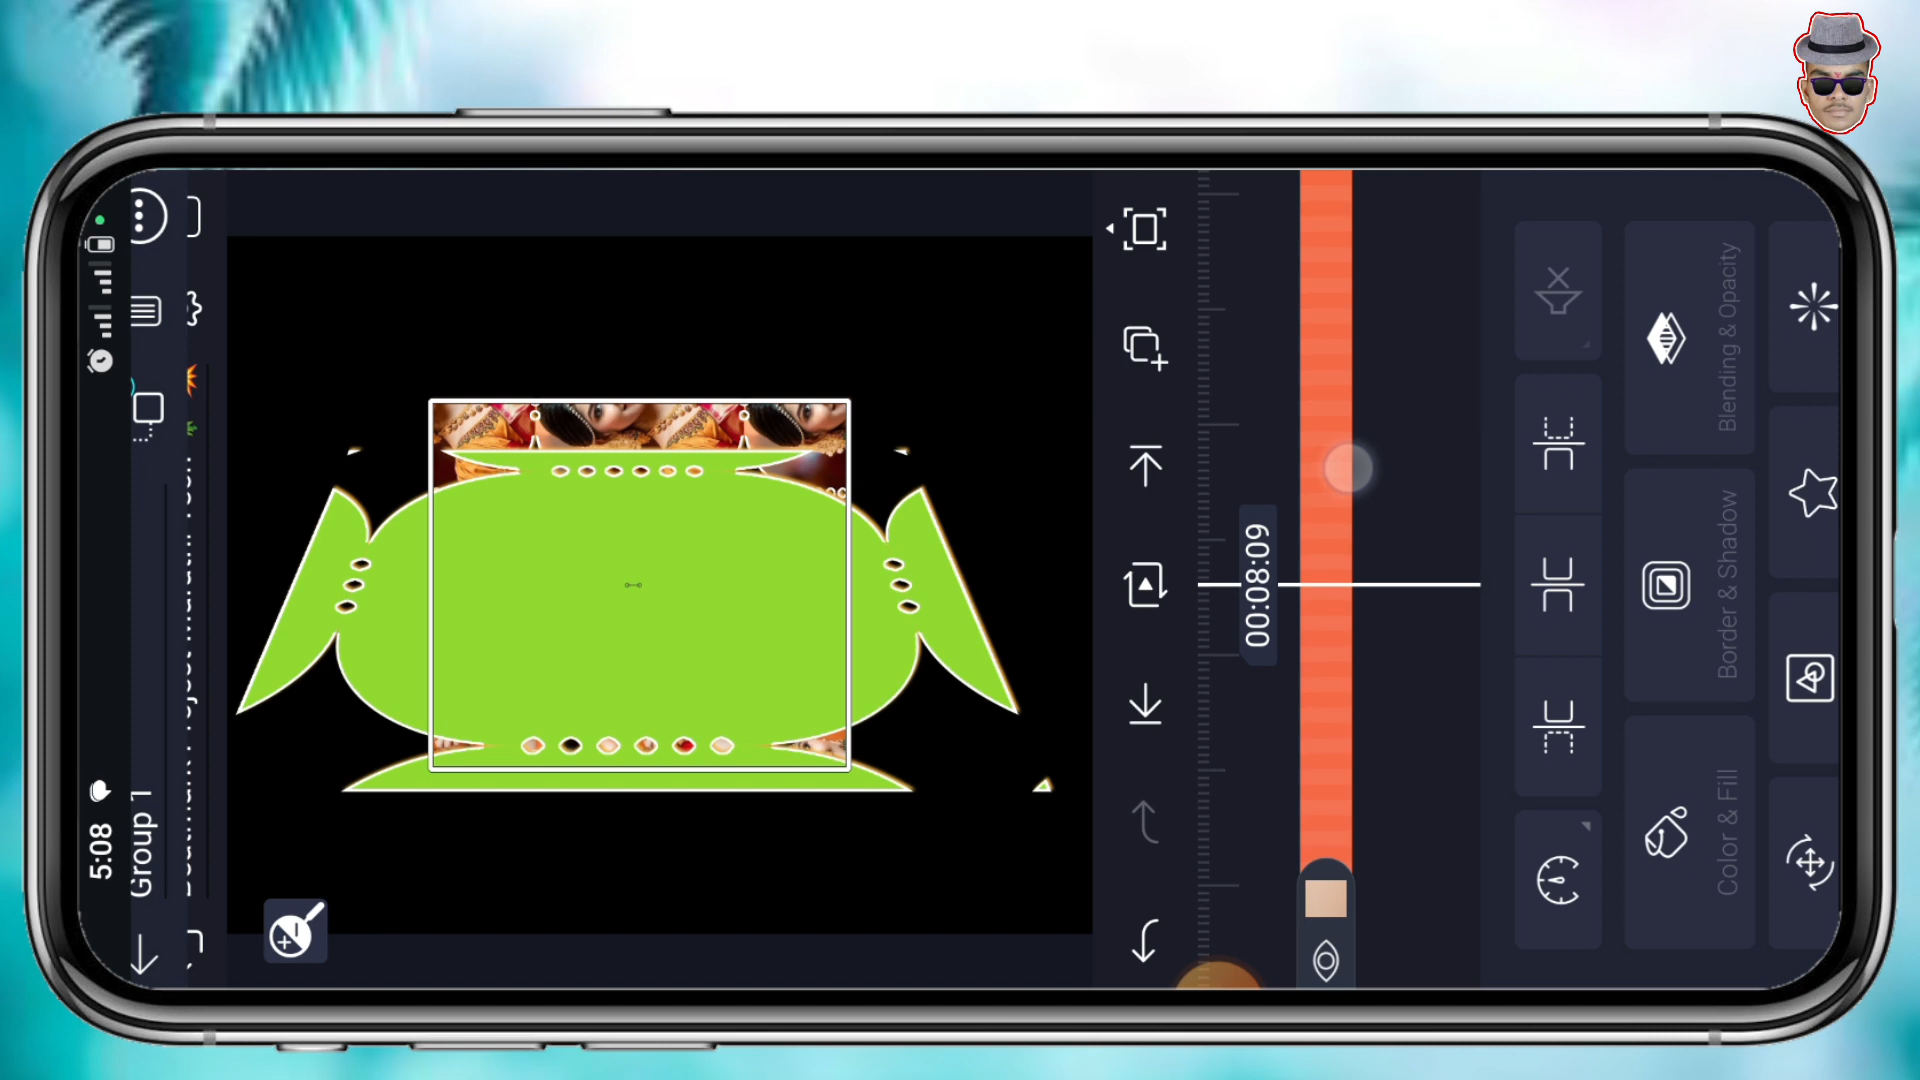 5:08
Group 1
00:08:09
Blending & Opacity
Border & Shadow
Color & Fill